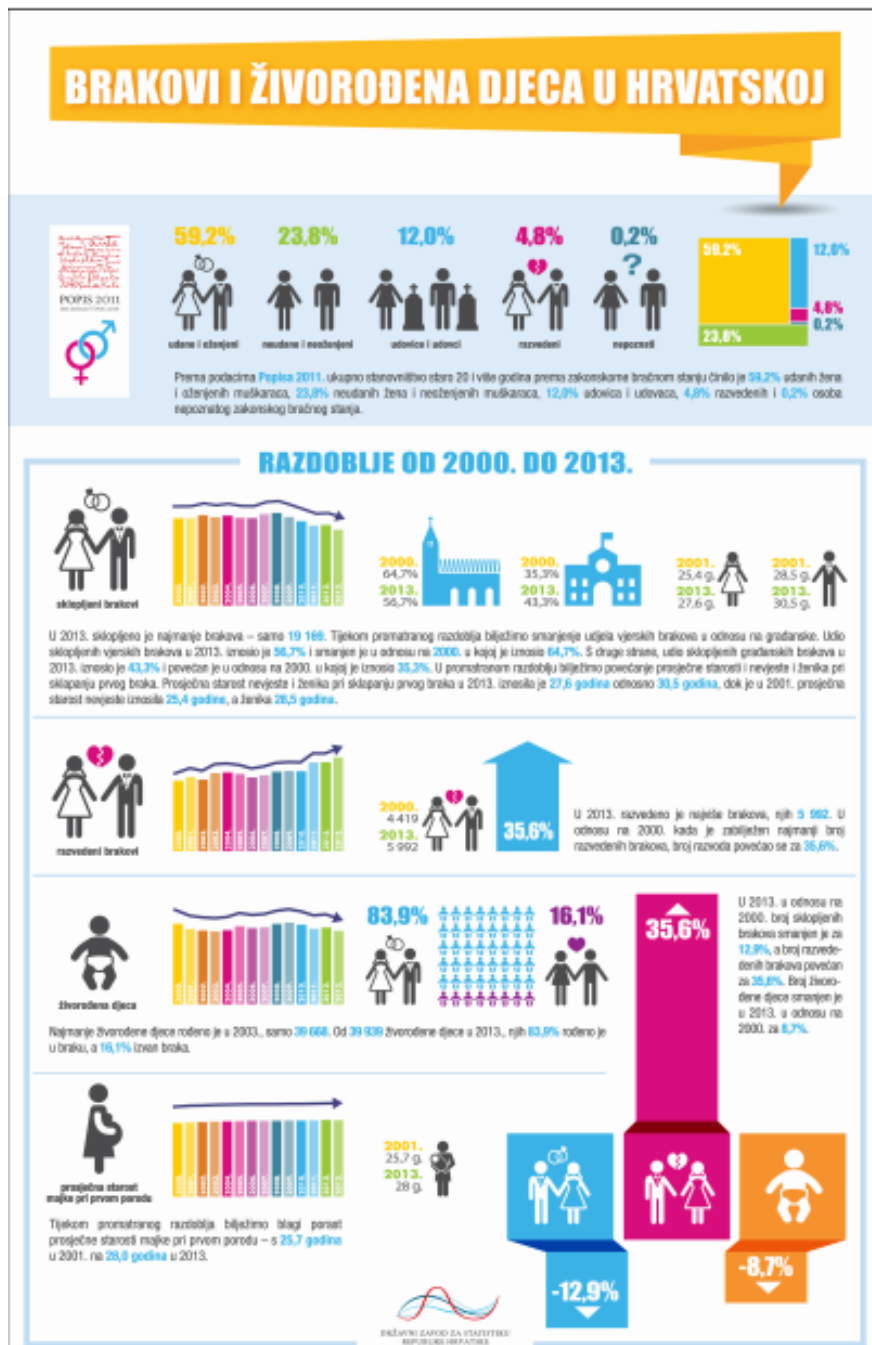 BRAKOVI I ŽIVOROĐENA DJECA U HRVATSKOJ
POPIS 2011
59,2% 23,8% 12,0% 4,8% 0,2%
?
udane i oženjeni neudane i neoženjeni udovice i udovci razvedeni nepoznati
59,2% 12,0%
4,8%
0,2%
23,8%
Prema podacima Popisa 2011. ukupno stanovništvo staro 20 i više godina prema zakonskome bračnom stanju činilo je 59,2% udanih žena
i oženjenih muškaraca, 23,8% neudanih žena i neoženjenih muškaraca, 12,0% udovica i udovaca, 4,8% razvedenih i 0,2% osoba
nepoznatog zakonskog bračnog stanja.
RAZDOBLJE OD 2000. DO 2013.
sklopljeni brakovi
2000.
64,7%
2013.
56,7%
2000.
35,3%
2013.
43,3%
2001.
25,4 g.
2013.
27,6 g.
2001.
28,5 g.
2013.
30,5 g.
U 2013. sklopljeno je najmanje brakova – samo 19 169. Tijekom promatranog razdoblja bilježimo smanjenje udjela vjerskih brakova u odnosu na građanske. Udio
sklopljenih vjerskih brakova u 2013. iznosio je 56,7% i smanjen je u odnosu na 2000. u kojoj je iznosio 64,7%. S druge strane, udio sklopljenih građanskih brakova u
2013. iznosio je 43,3% i povećan je u odnosu na 2000. u kojoj je iznosio 35,3%. U promatranom razdoblju bilježimo povećanje prosječne starosti i nevjeste i ženika pri
sklapanju prvog braka. Prosječna starost nevjeste i ženika pri sklapanju prvog braka u 2013. iznosila je 27,6 godina odnosno 30,5 godina, dok je u 2001. prosječna
starost nevjeste iznosila 25,4 godine, a ženika 28,5 godina.
razvedeni brakovi
2000.
4 419
2013.
5 992
35,6%
U 2013. razvedeno je najviše brakova, njih 5 992. U
odnosu na 2000. kada je zabilježen najmanji broj
razvedenih brakova, broj razvoda povećao se za 35,6%.
živorođena djeca
83,9% 16,1%
Najmanje živorođene djece rođeno je u 2003., samo 39 668. Od 39 939 živorođene djece u 2013., njih 83,9% rođeno je
u braku, a 16,1% izvan braka.
35,6%
U 2013. u odnosu na
2000. broj sklopljenih
brakova smanjen je za
12,9%, a broj razvede-
denih brakova povećan
za 35,6%. Broj živoro-
đene djece smanjen je
u 2013. u odnosu na
2000. za 8,7%.
prosječna starost
majke pri prvom porodu
2001.
25,7 g.
2013.
28 g.
Tijekom promatranog razdoblja bilježimo blagi porast
prosječne starosti majke pri prvom porodu – s 25,7 godina
u 2001. na 28,0 godina u 2013.
-12,9%
-8,7%
DRŽAVNI ZAVOD ZA STATISTIKU
REPUBLIKE HRVATSKE